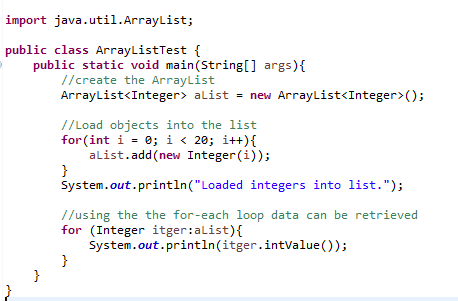 import java.util.ArrayList;
public class ArrayListTest {
public static void main(String[] args){
//create the ArrayList
ArrayList<Integer> aList = new ArrayList<Integer>();
//Load objects into the list
for(int i = 0; i < 20; i++){
aList.add(new Integer(i));
}
System.out.println("Loaded integers into list.");
//using the the for-each loop data can be retrieved
for (Integer itger:aList){
System.out.println(itger.intValue());
}
}
}